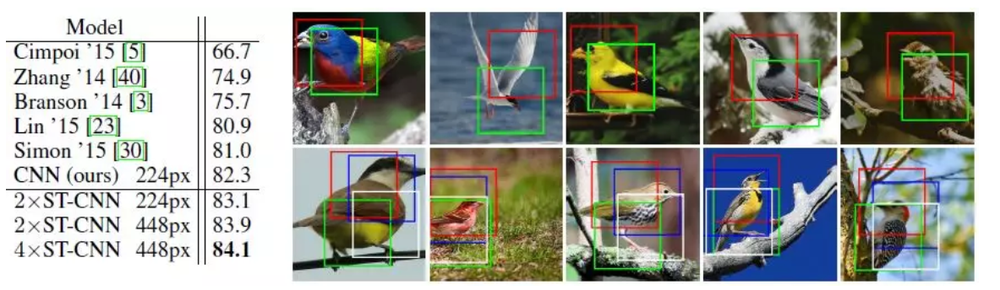 Model
Cimpoi ’15 [5] 66.7
Zhang ’14 [40] 74.9
Branson ’14 [3] 75.7
Lin ’15 [23] 80.9
Simon ’15 [30] 81.0
CNN (ours) 224px 82.3
2×ST-CNN 224px 83.1
2×ST-CNN 448px 83.9
4×ST-CNN 448px 84.1